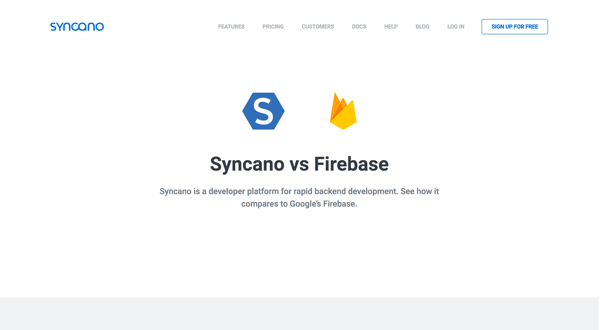 SYNCANO
FEATURES PRICING CUSTOMERS DOCS HELP BLOG LOG IN SIGN UP FOR FREE
S
Syncano vs Firebase
Syncano is a developer platform for rapid backend development. See how it
compares to Google's Firebase.